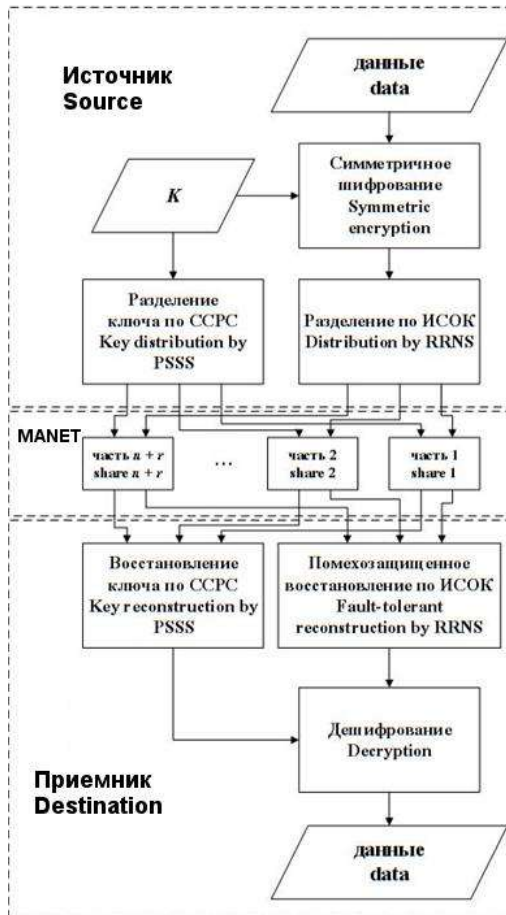 Источник
Source
данные
data
K
Симметричное
шифрование
Symmetric
encryption
Разделение
ключа по ССРС
Key distribution by
PSSS
Разделение по ИСОК
Distribution by RRNS
MANET
часть n + r
share n + r
...
часть 2
share 2
часть 1
share 1
Восстановление
ключа по ССРС
Key reconstruction by
PSSS
Помехозащищенное
восстановление по ИСОК
Fault-tolerant
reconstruction by RRNS
Дешифрование
Decryption
Приемник
Destination
данные
data